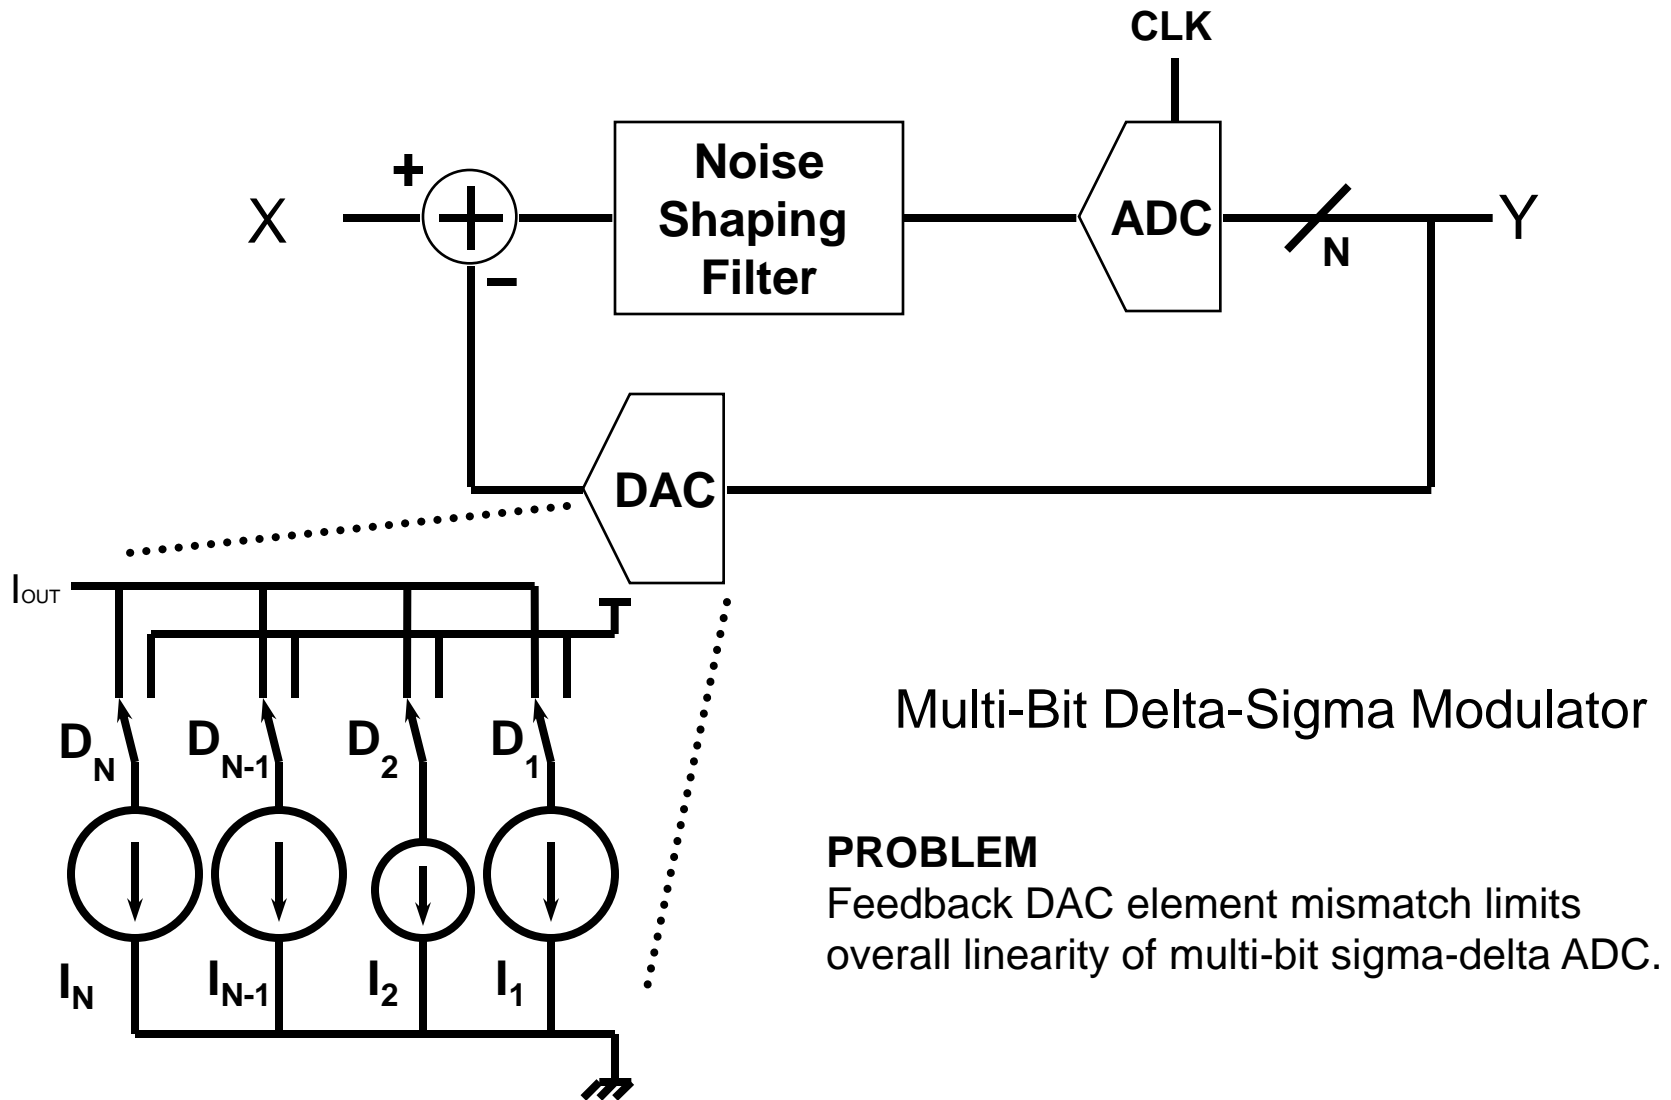 CLK
+
X
Noise
Shaping
Filter
ADC
N
Y
–
DAC
IOUT
DN
DN-1
D2
D1
Multi-Bit Delta-Sigma Modulator
PROBLEM
Feedback DAC element mismatch limits
overall linearity of multi-bit sigma-delta ADC.
IN
IN-1
I2
I1